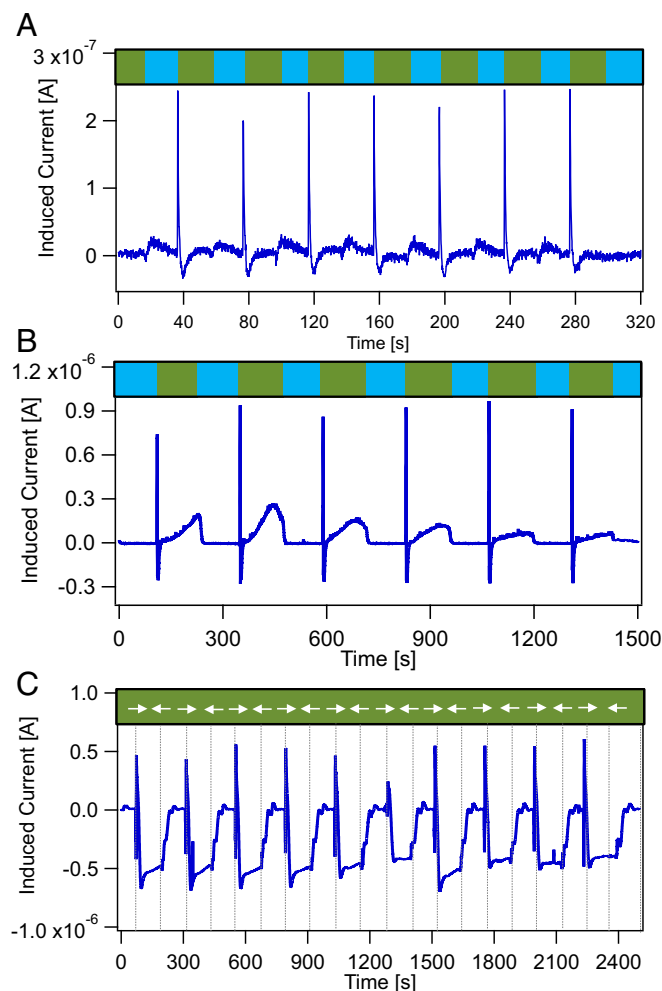 A
3 x10-7
2
1
0
Induced Current [A]
0 40 80 120 160 200 240 280 320
Time [s]
B
1.2 x10-6
0.9
0.6
0.3
0.0
-0.3
Induced Current [A]
0 300 600 900 1200 1500
Time [s]
C
1.0
0.5
0.0
-0.5
-1.0 x10-6
Induced Current [A]
0 300 600 900 1200 1500 1800 2100 2400
Time [s]